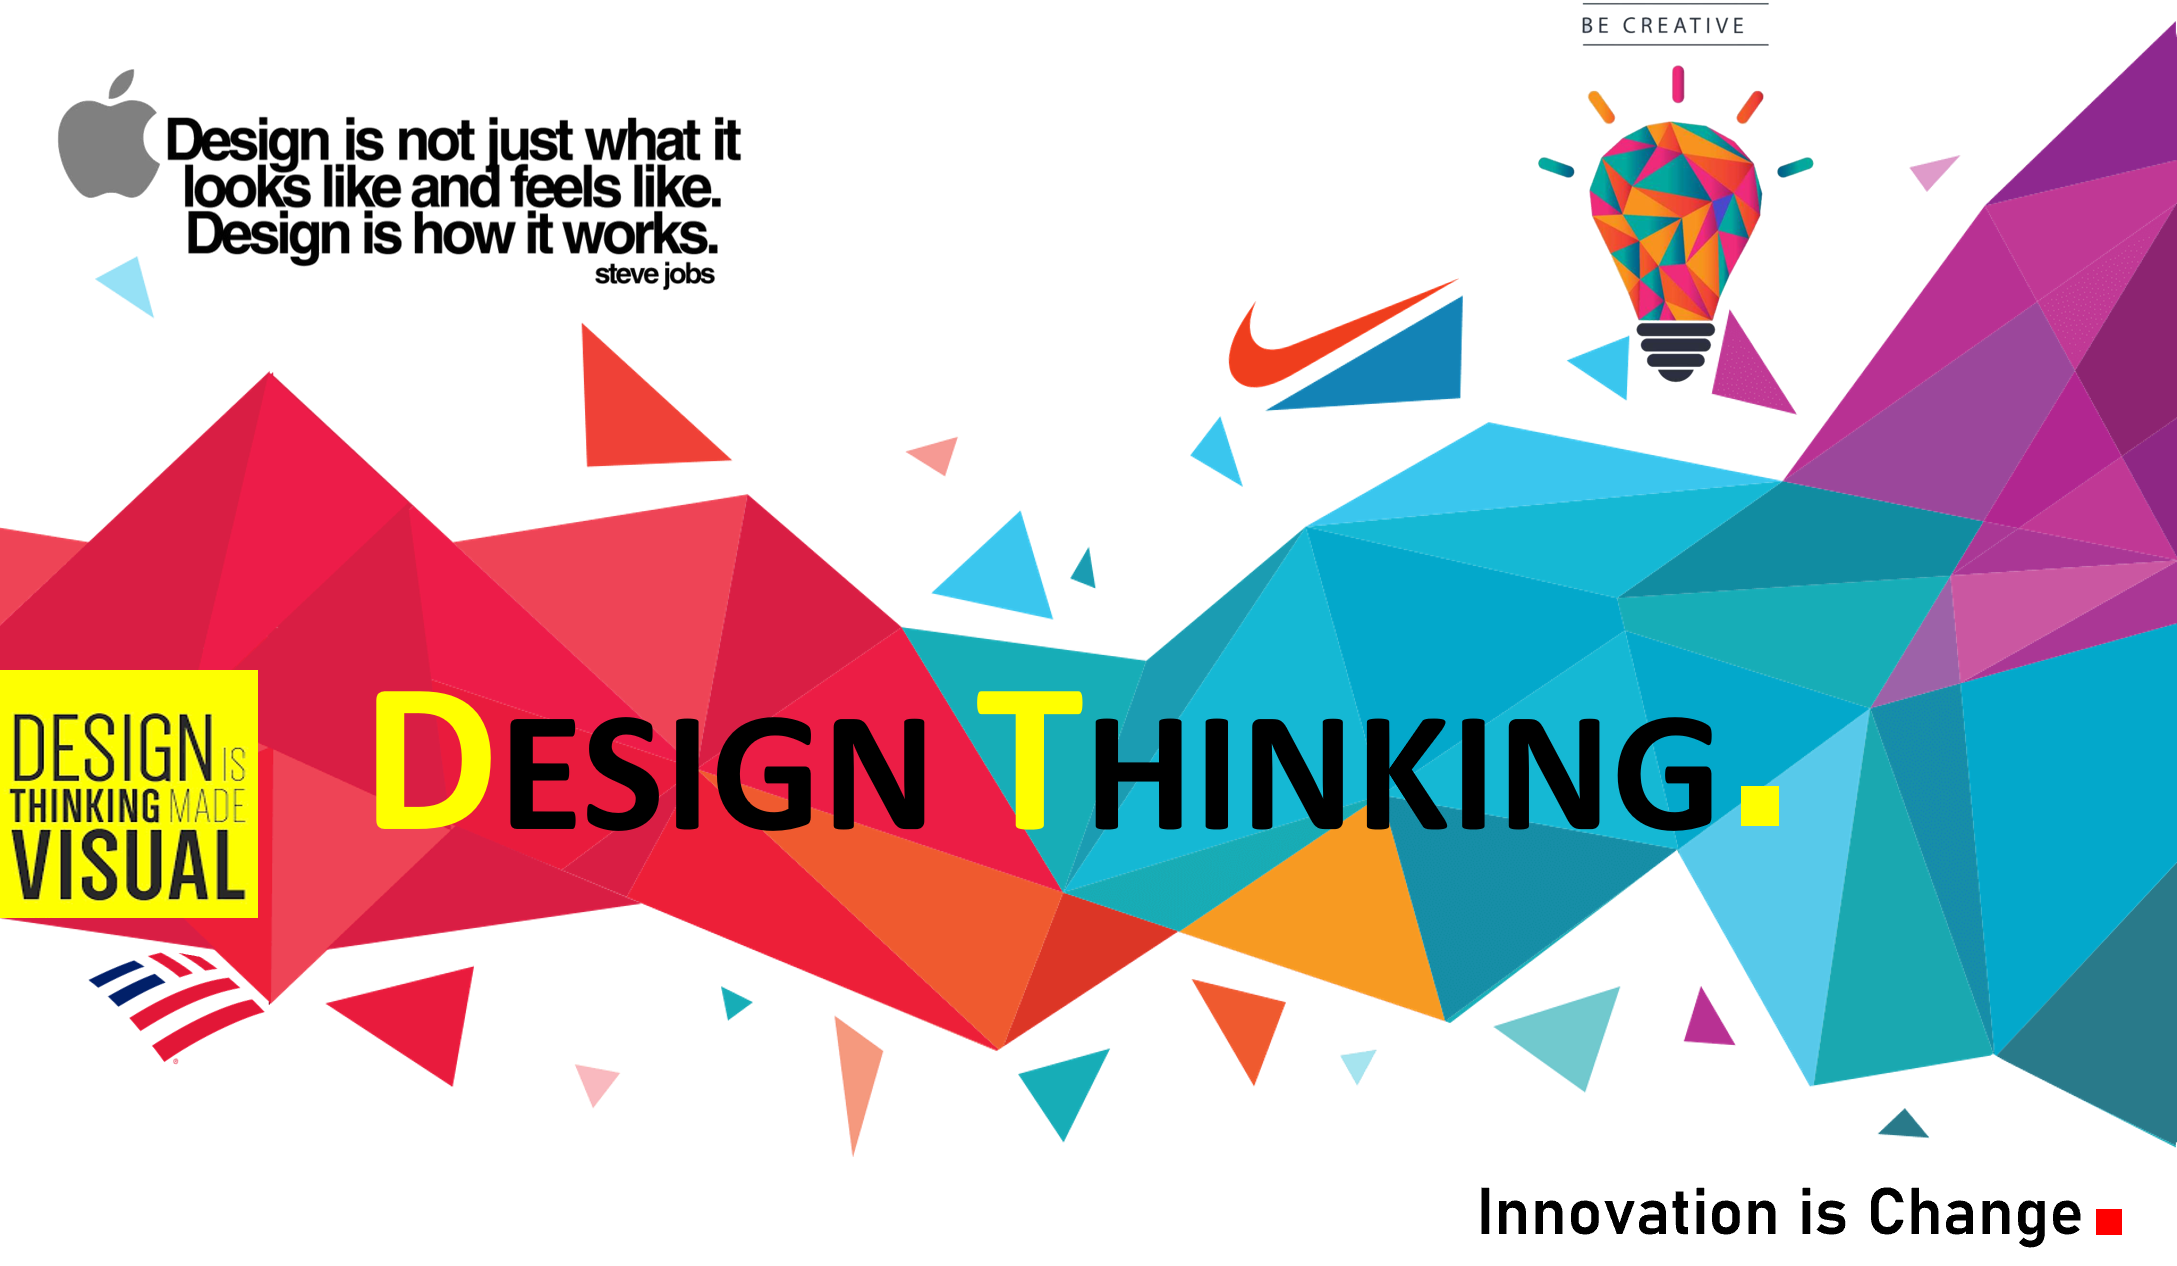 BE CREATIVE
Design is not just what it
looks like and feels like.
Design is how it works.
steve jobs
DESIGN IS
THINKING MADE
VISUAL
DESIGN THINKING.
Innovation is Change.
®